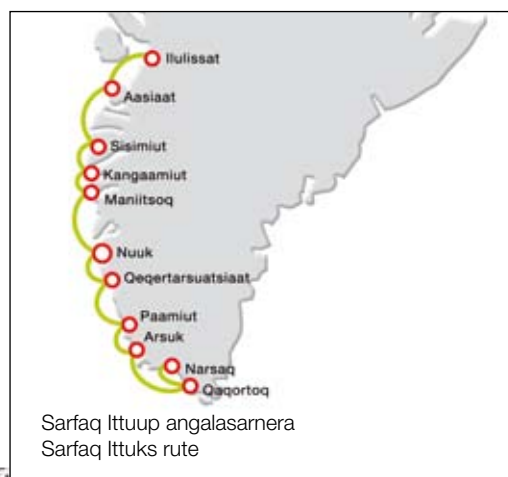 Ilulissat
Aasiaat
Sisimiut
Kangaamiut
Maniitsoq
Nuuk
Qeqertarsuatsiaat
Paamiut
Arsuk
Narsaq
Qaqortoq
Sarfaq Ittuup angalasarnera
Sarfaq Ittuks rute